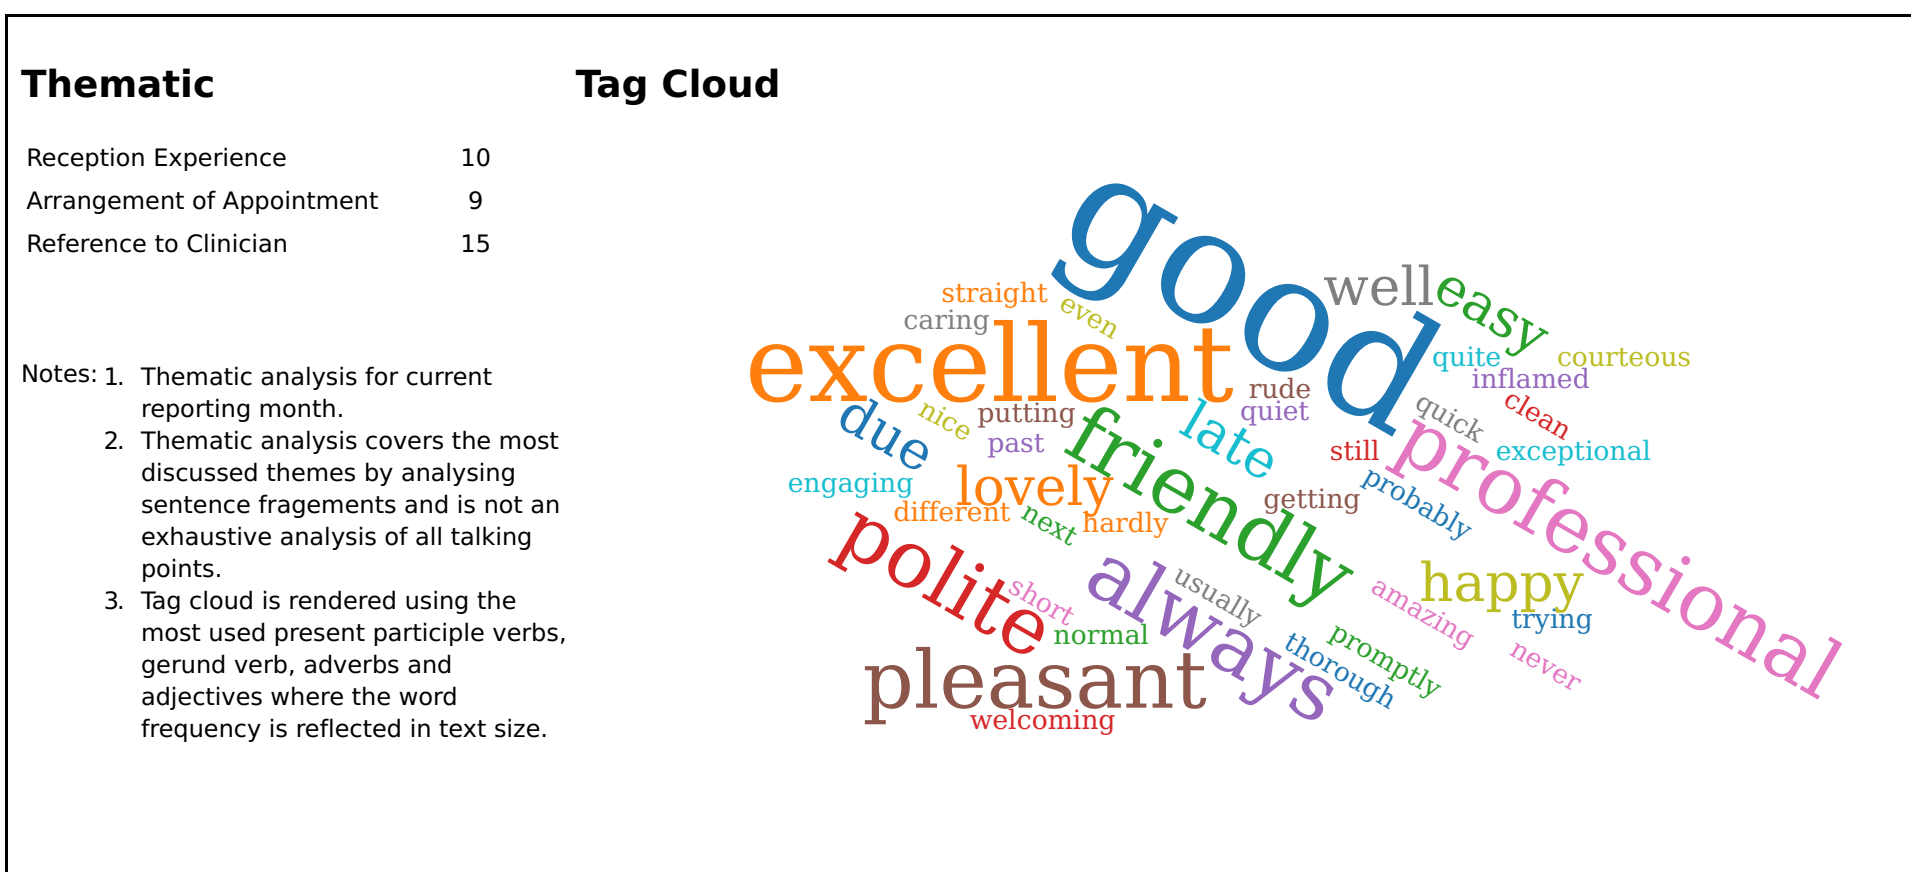 Thematic
Reception Experience 10
Arrangement of Appointment 9
Reference to Clinician 15
Notes: 1. Thematic analysis for current
reporting month.
2. Thematic analysis covers the most
discussed themes by analysing
sentence fragements and is not an
exhaustive analysis of all talking
points.
3. Tag cloud is rendered using the
most used present participle verbs,
gerund verb, adverbs and
adjectives where the word
frequency is reflected in text size.
Tag Cloud
good
well
easy
straight
even
caring
excellent
quite
courteous
inflamed
rude
quiet
clean
quick
due
nice
putting
past
late
friendly
still
professional
exceptional
engaging
lovely
getting
probably
different
next
hardly
polite
always
usually
short
normal
amazing
happy
trying
never
promptly
thorough
pleasant
welcoming